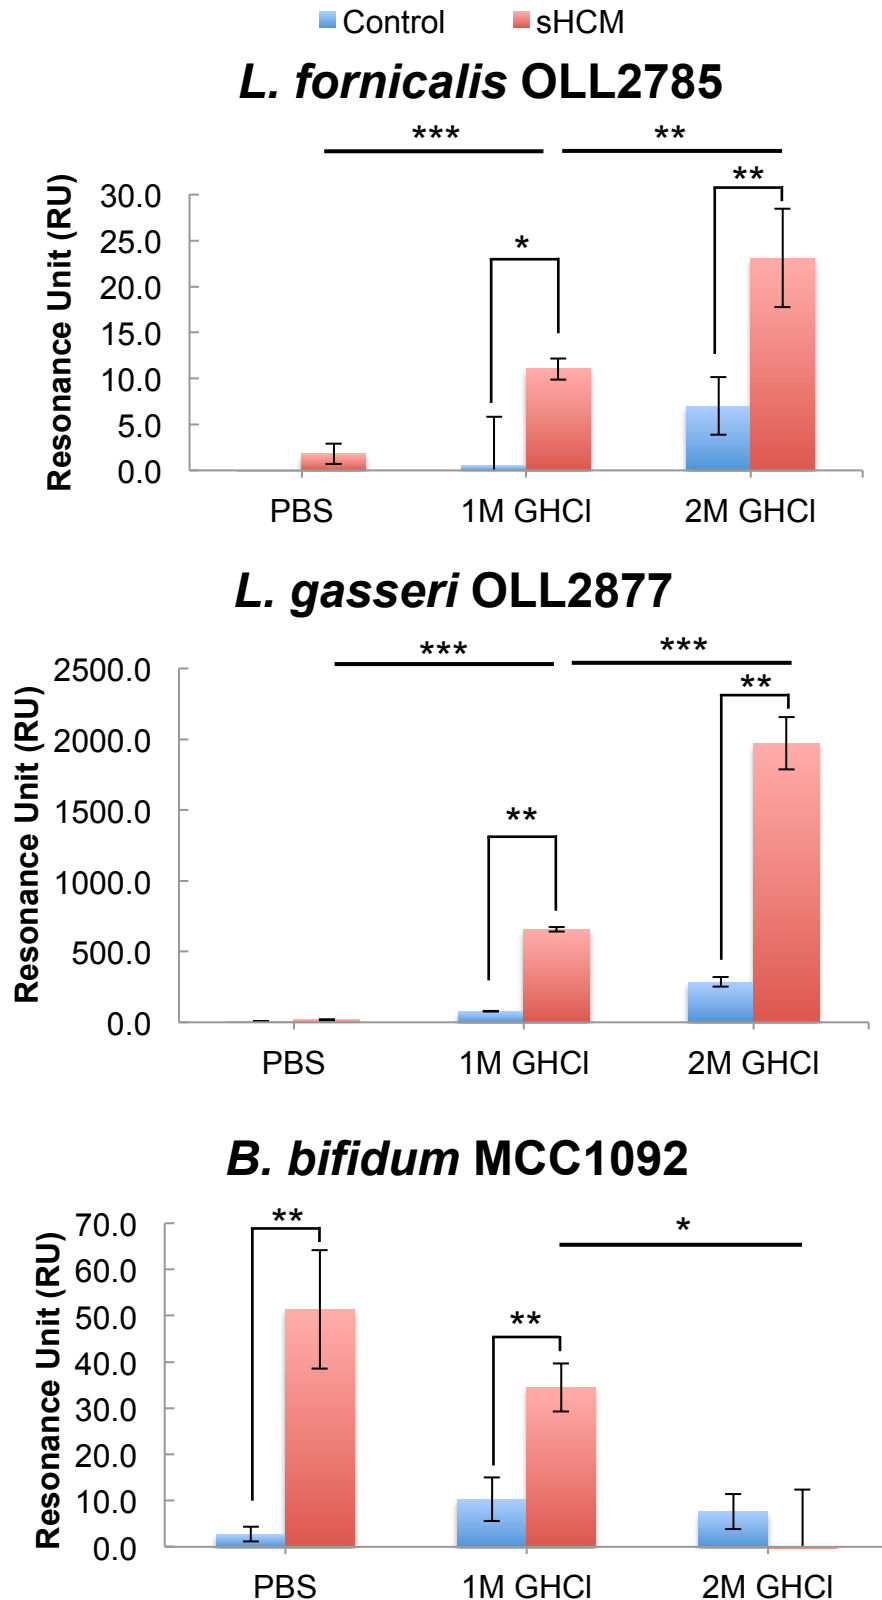 Control sHCM
L. fornicalis OLL2785
*** **
**
*
Resonance Unit (RU)
30.0
25.0
20.0
15.0
10.0
5.0
0.0
PBS 1M GHCl 2M GHCl
L. gasseri OLL2877
*** ***
**
**
Resonance Unit (RU)
2500.0
2000.0
1500.0
1000.0
500.0
0.0
PBS 1M GHCl 2M GHCl
B. bifidum MCC1092
** *
**
Resonance Unit (RU)
70.0
60.0
50.0
40.0
30.0
20.0
10.0
0.0
PBS 1M GHCl 2M GHCl